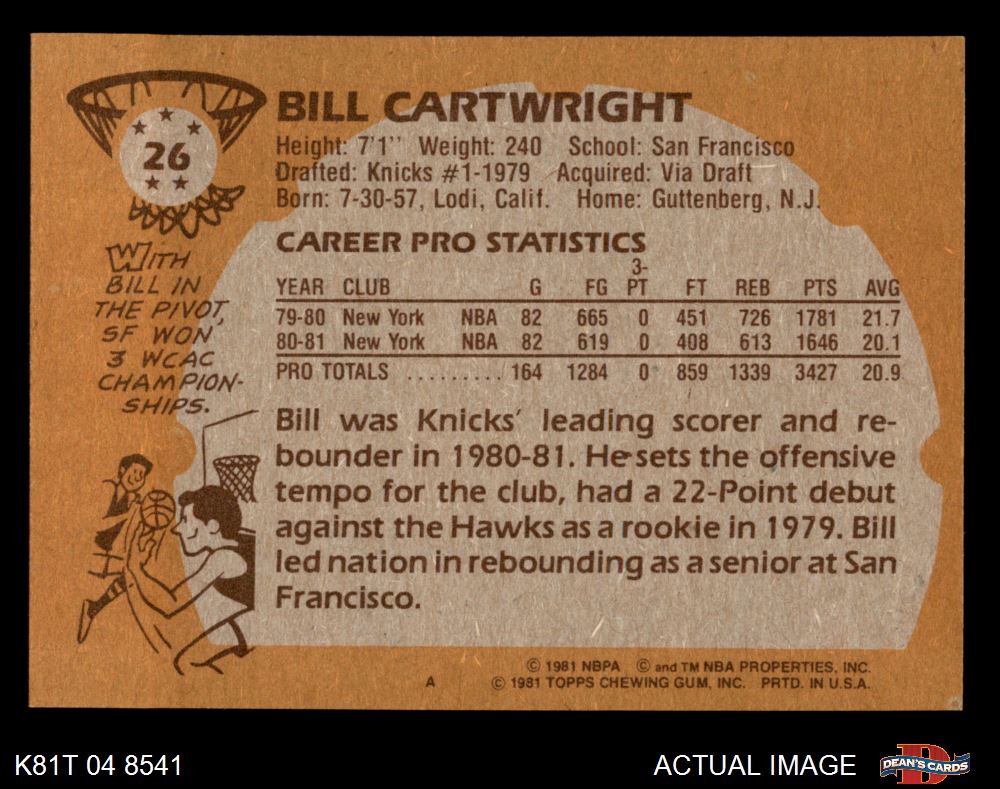 26
BILL CARTWRIGHT
Height: 7'1'' Weight: 240 School: San Francisco
Drafted: Knicks #1-1979 Acquired: Via Draft
Born: 7-30-57, Lodi, Calif. Home: Guttenberg, N.J.
WITH
BILL IN
THE PIVOT,
SF WON
3 WCAC
CHAMPION-
SHIPS.
CAREER PRO STATISTICS
YEAR CLUB G FG 3-PT FT REB PTS AVG
79-80 New York NBA 82 665 0 451 726 1781 21.7
80-81 New York NBA 82 619 0 408 613 1646 20.1
PRO TOTALS .......... 164 1284 0 859 1339 3427 20.9
Bill was Knicks' leading scorer and re-
bounder in 1980-81. He sets the offensive
tempo for the club, had a 22-Point debut
against the Hawks as a rookie in 1979. Bill
led nation in rebounding as a senior at San
Francisco.
© 1981 NBPA © and TM NBA PROPERTIES, INC.
A © 1981 TOPPS CHEWING GUM, INC. PRTD. IN U.S.A.
K81T 04 8541 ACTUAL IMAGE D DEAN'S CARDS